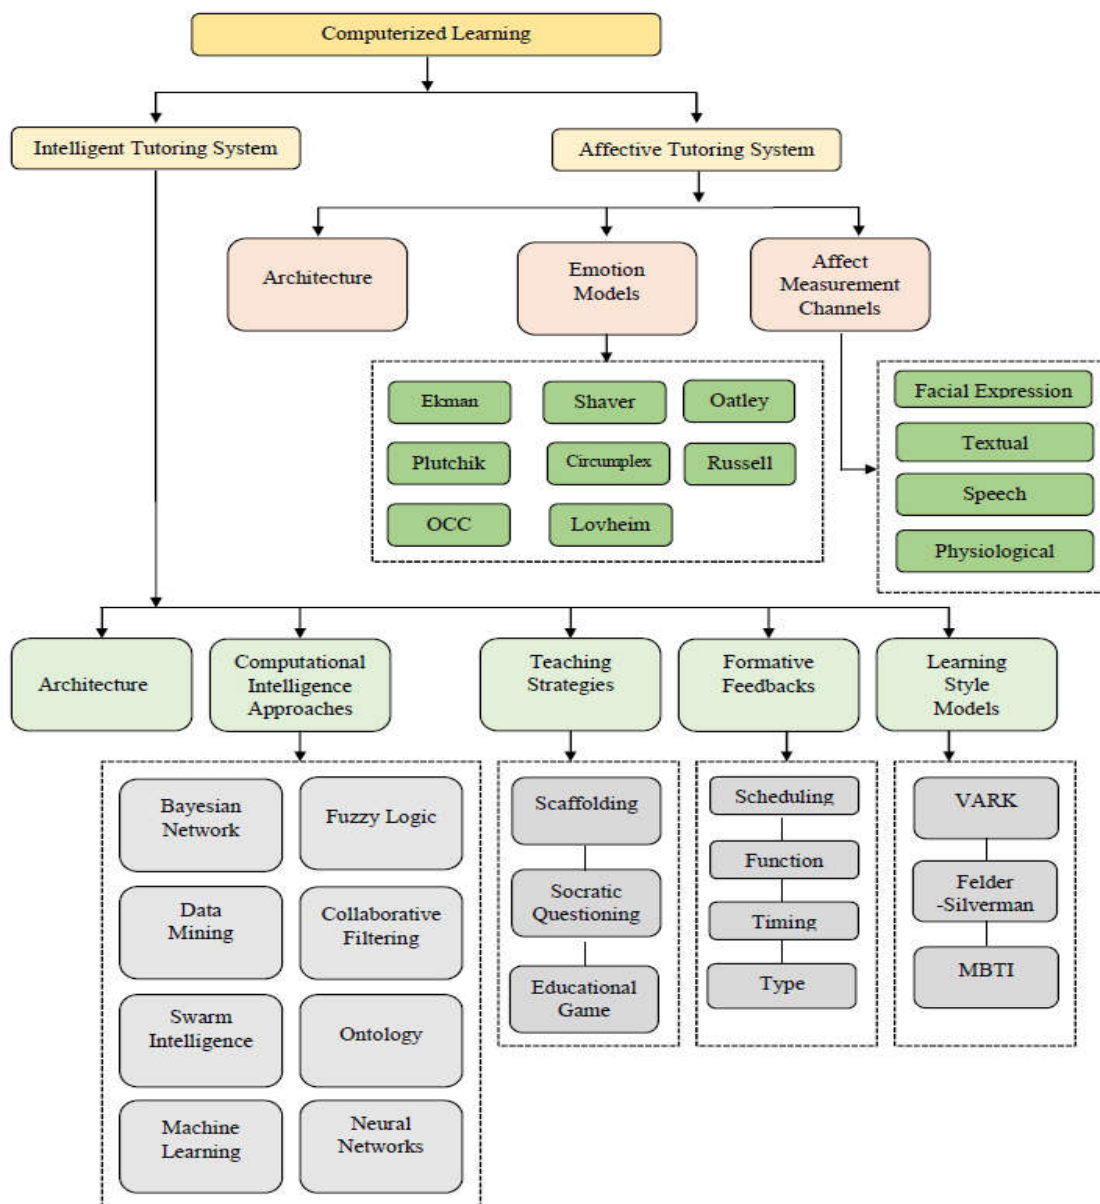 Computerized Learning
Intelligent Tutoring System
Affective Tutoring System
Architecture
Emotion
Models
Affect
Measurement
Channels
Ekman
Shaver
Oatley
Plutchik
Circumplex
Russell
OCC
Lovheim
Facial Expression
Textual
Speech
Physiological
Architecture
Computational
Intelligence
Approaches
Teaching
Strategies
Formative
Feedbacks
Learning
Style
Models
Bayesian
Network
Fuzzy Logic
Data
Mining
Collaborative
Filtering
Swarm
Intelligence
Ontology
Machine
Learning
Neural
Networks
Scaffolding
Socratic
Questioning
Educational
Game
Scheduling
Function
Timing
Type
VARK
Felder
-Silverman
MBTI